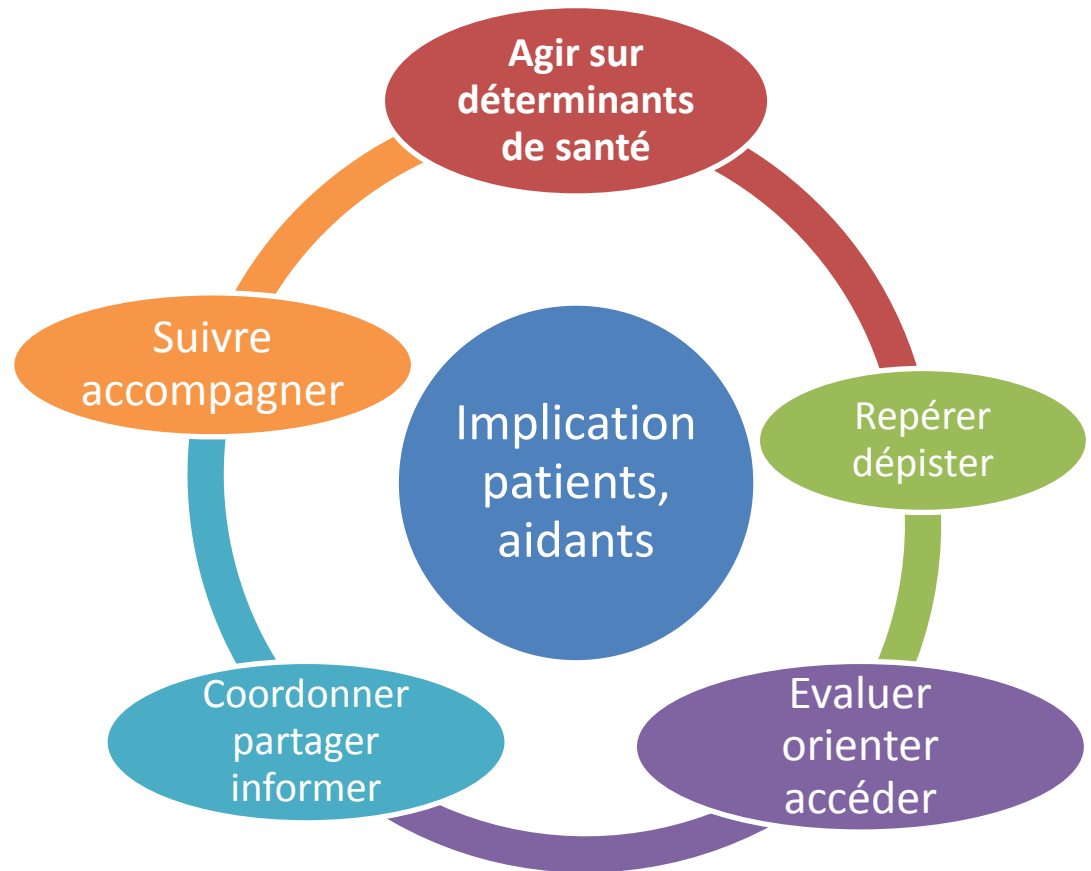 Agir sur
déterminants
de santé
Repérer
dépister
Evaluer
orienter
accéder
Coordonner
partager
informer
Suivre
accompagner
Implication
patients,
aidants